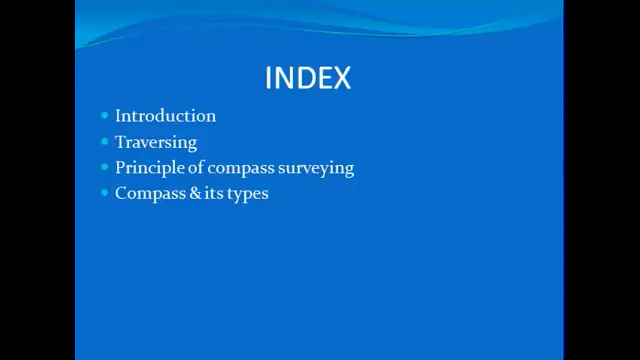 INDEX
Introduction
Traversing
Principle of compass surveying
Compass & its types